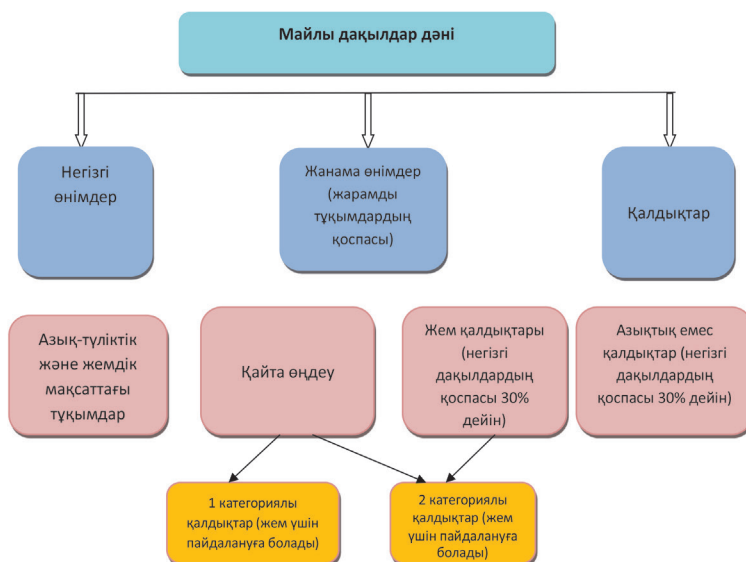 Майлы дақылдар дәні
Негізгі
өнімдер
Жанама өнімдер
(жарамды
тұқымдардың
қоспасы)
Қалдықтар
Азық-түліктік
және жемдік
мақсаттағы
тұқымдар
Қайта өңдеу
Жем қалдықтары
(негізгі
дақылдардың
қоспасы 30%
дейін)
Азықтық емес
қалдықтар (негізгі
дақылдардың
қоспасы 30% дейін)
1 категориялы
қалдықтар (жем үшін
пайдалануға болады)
2 категориялы
қалдықтар (жем
үшін пайдалануға
болады)